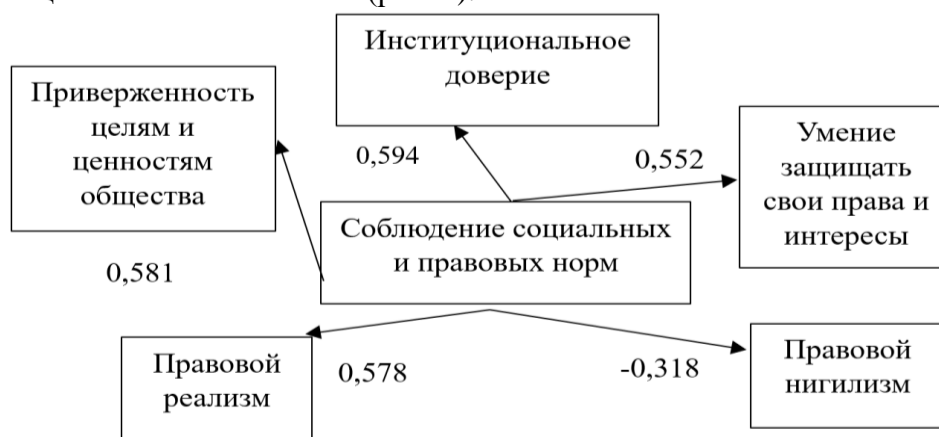 Институциональное
доверие
Приверженность
целям и
ценностям
общества
0,594
0,552
Умение
защищать
свои права и
интересы
Соблюдение социальных
и правовых норм
0,581
Правовой
реализм
0,578
-0,318
Правовой
нигилизм